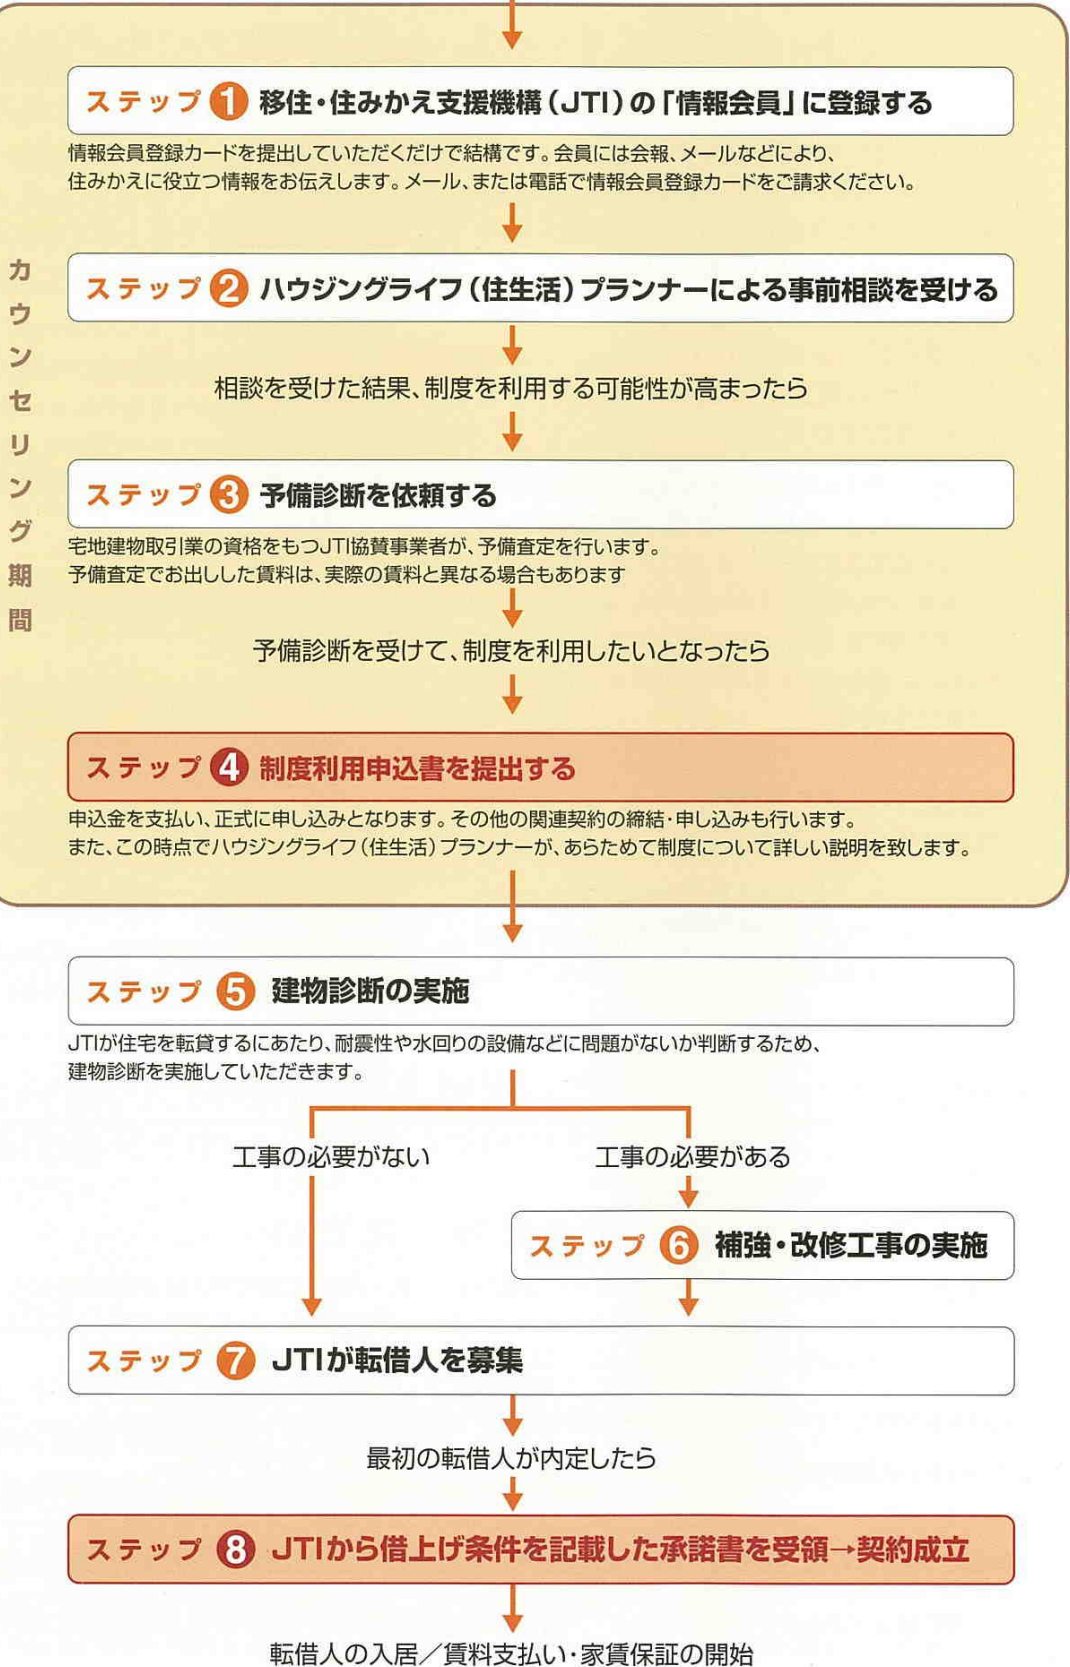 ステップ 1 移住・住みかえ支援機構（JTI）の「情報会員」に登録する
情報会員登録カードを提出していただくだけで結構です。会員には会報、メールなどにより、
住みかえに役立つ情報をお伝えします。メール、または電話で情報会員登録カードをご請求ください。
カウンセリング期間
ステップ 2 ハウジングライフ（住生活）プランナーによる事前相談を受ける
相談を受けた結果、制度を利用する可能性が高まったら
ステップ 3 予備診断を依頼する
宅地建物取引業の資格をもつJTI協賛事業者が、予備査定を行います。
予備査定でお出しした賃料は、実際の賃料と異なる場合もあります
予備診断を受けて、制度を利用したいとなったら
ステップ 4 制度利用申込書を提出する
申込金を支払い、正式に申し込みとなります。その他の関連契約の締結・申し込みも行います。
また、この時点でハウジングライフ（住生活）プランナーが、あらためて制度について詳しい説明を致します。
ステップ 5 建物診断の実施
JTIが住宅を転貸するにあたり、耐震性や水回りの設備などに問題がないか判断するため、
建物診断を実施していただきます。
工事の必要がない
工事の必要がある
ステップ 6 補強・改修工事の実施
ステップ 7 JTIが転借人を募集
最初の転借人が内定したら
ステップ 8 JTIから借上げ条件を記載した承諾書を受領→契約成立
転借人の入居／賃料支払い・家賃保証の開始